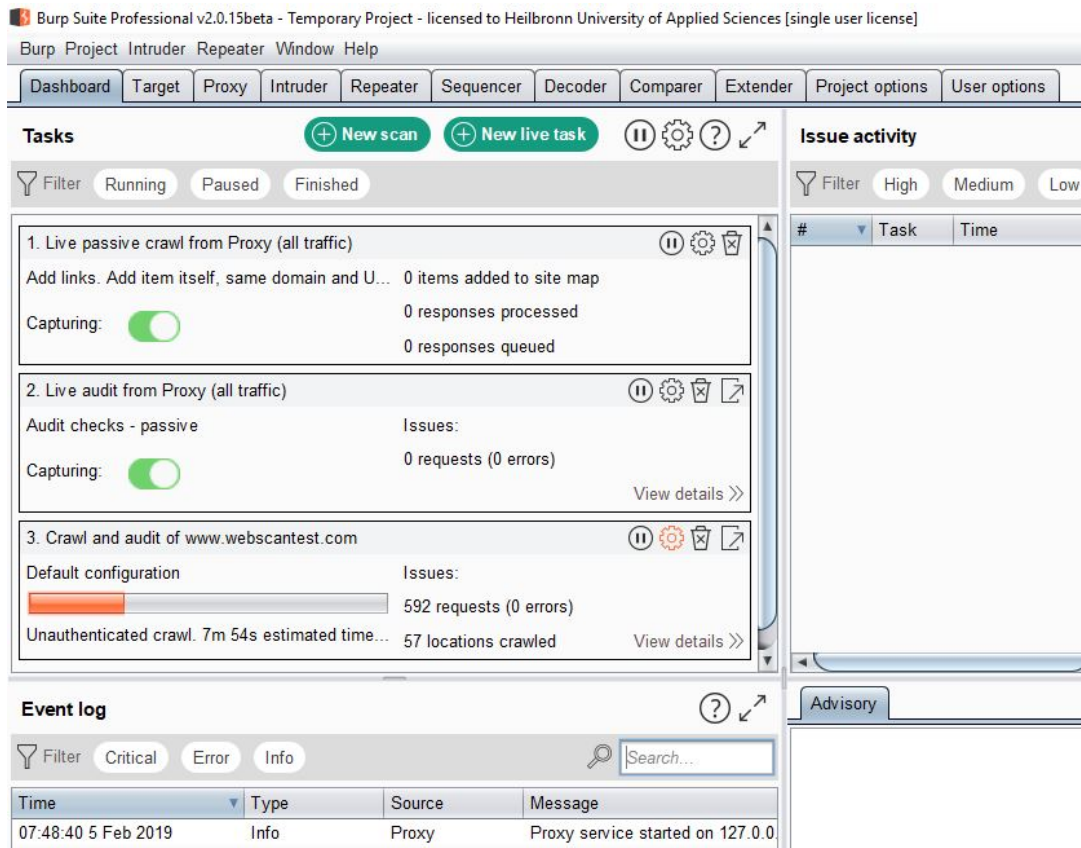 Burp Suite Professional v2.0.15beta - Temporary Project - licensed to Heilbronn University of Applied Sciences [single user license]
Burp Project Intruder Repeater Window Help
Dashboard Target Proxy Intruder Repeater Sequencer Decoder Comparer Extender Project options User options
Tasks New scan New live task
Filter Running Paused Finished
1. Live passive crawl from Proxy (all traffic)
Add links. Add item itself, same domain and U... 0 items added to site map
0 responses processed
Capturing:
0 responses queued
2. Live audit from Proxy (all traffic)
Audit checks - passive Issues:
0 requests (0 errors)
Capturing:
View details
3. Crawl and audit of www.webscantest.com
Default configuration Issues:
592 requests (0 errors)
Unauthenticated crawl. 7m 54s estimated time... 57 locations crawled View details
Issue activity
Filter High Medium Low
# Task Time
Event log
Filter Critical Error Info Search...
Time Type Source Message
07:48:40 5 Feb 2019 Info Proxy Proxy service started on 127.0.0.
Advisory